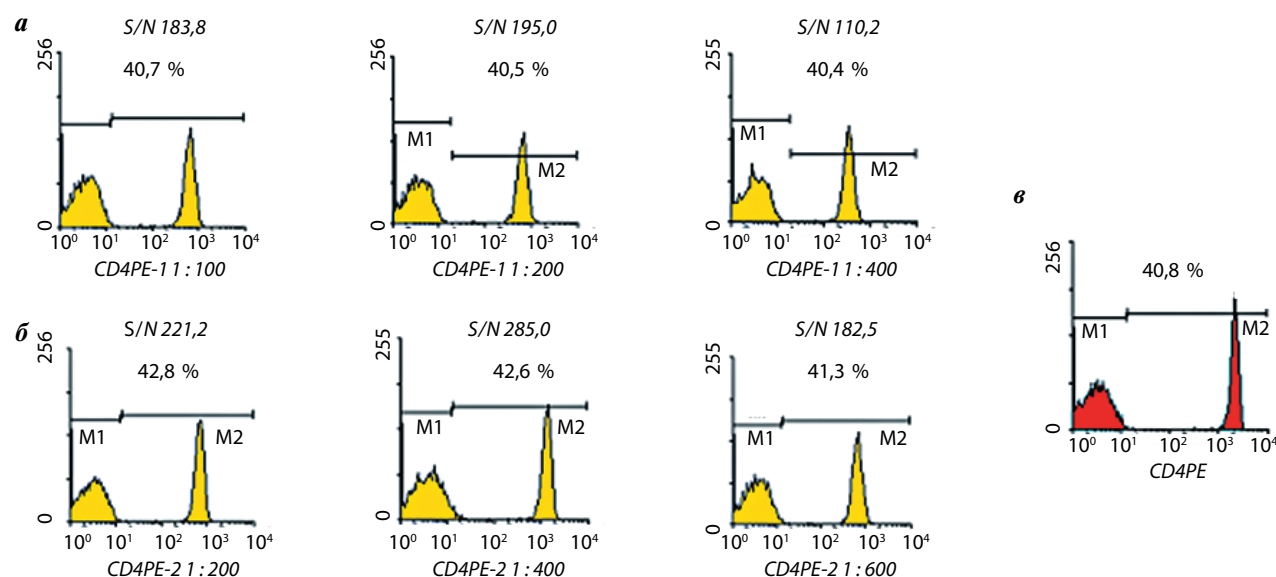 а
S/N 183,8
256
40,7 %
0
10⁰ 10¹ 10² 10³ 10⁴
CD4PE-1 1 : 100
S/N 195,0
256
40,5 %
M1
M2
0
10⁰ 10¹ 10² 10³ 10⁴
CD4PE-1 1 : 200
S/N 110,2
255
40,4 %
M1
M2
0
10⁰ 10¹ 10² 10³ 10⁴
CD4PE-1 1 : 400
б
S/N 221,2
256
42,8 %
M1 M2
0
10⁰ 10¹ 10² 10³ 10⁴
CD4PE-2 1 : 200
S/N 285,0
255
42,6 %
M1 M2
0
10⁰ 10¹ 10² 10³ 10⁴
CD4PE-2 1 : 400
S/N 182,5
255
41,3 %
M1 M2
0
10⁰ 10¹ 10² 10³ 10⁴
CD4PE-2 1 : 600
в
256
40,8 %
M1 M2
0
10⁰ 10¹ 10² 10³ 10⁴
CD4PE